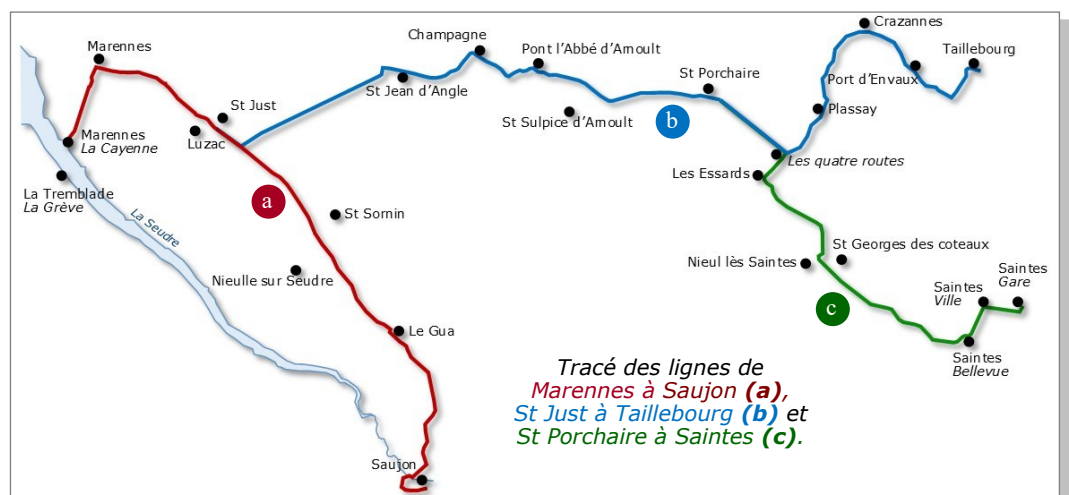 Crazannes
Marennes
Champagne
Pont l'Abbé d'Arnoult
Taillebourg
St Porchaire
Port d'Envaux
St Jean d'Angle
St Just
Plassay
St Sulpice d'Arnoult
b
Marennes
La Cayenne
Luzac
Les quatre routes
Les Essards
La Tremblade
La Grève
a
St Sornin
La Seudre
St Georges des coteaux
Nieul lès Saintes
Nieulle sur Seudre
Saintes
Gare
Saintes
Ville
c
Le Gua
Saintes
Bellevue
Tracé des lignes de
Marennes à Saujon (a),
St Just à Taillebourg (b) et
St Porchaire à Saintes (c).
Saujon